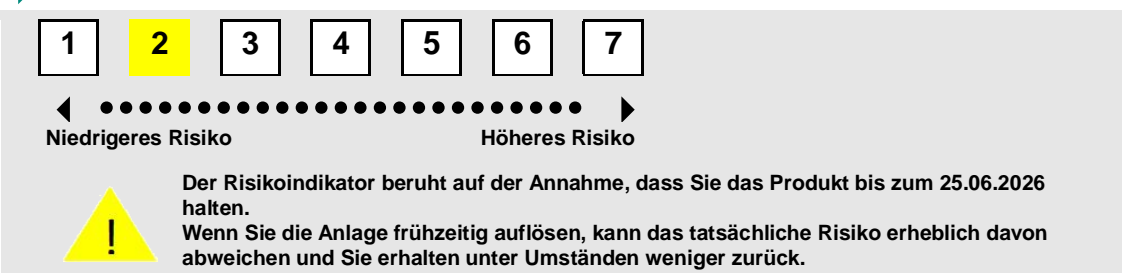 1 2 3 4 5 6 7
Niedrigeres Risiko Höheres Risiko
Der Risikoindikator beruht auf der Annahme, dass Sie das Produkt bis zum 25.06.2026
halten.
Wenn Sie die Anlage frühzeitig auflösen, kann das tatsächliche Risiko erheblich davon
! abweichen und Sie erhalten unter Umständen weniger zurück.